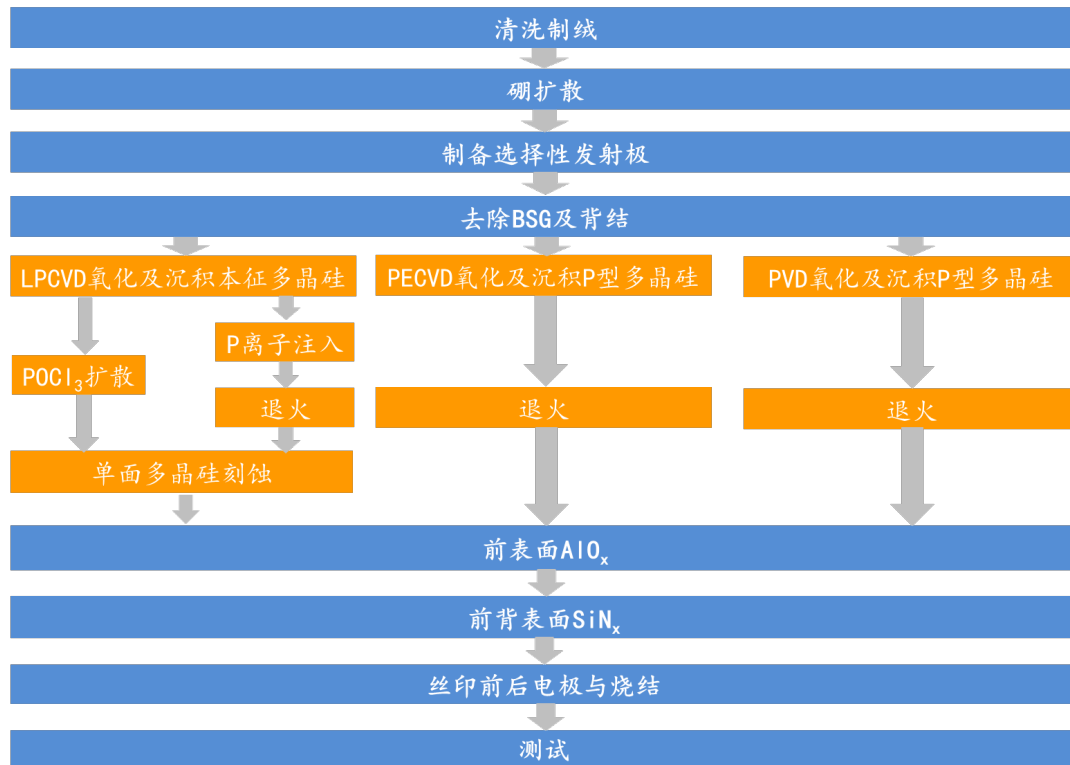 清洗制绒
硼扩散
制备选择性发射极
去除BSG及背结
LPCVD氧化及沉积本征多晶硅
PECVD氧化及沉积P型多晶硅
PVD氧化及沉积P型多晶硅
P离子注入
POCl₃扩散
退火
退火
退火
单面多晶硅刻蚀
前表面AlOₓ
前背表面SiNₓ
丝印前后电极与烧结
测试